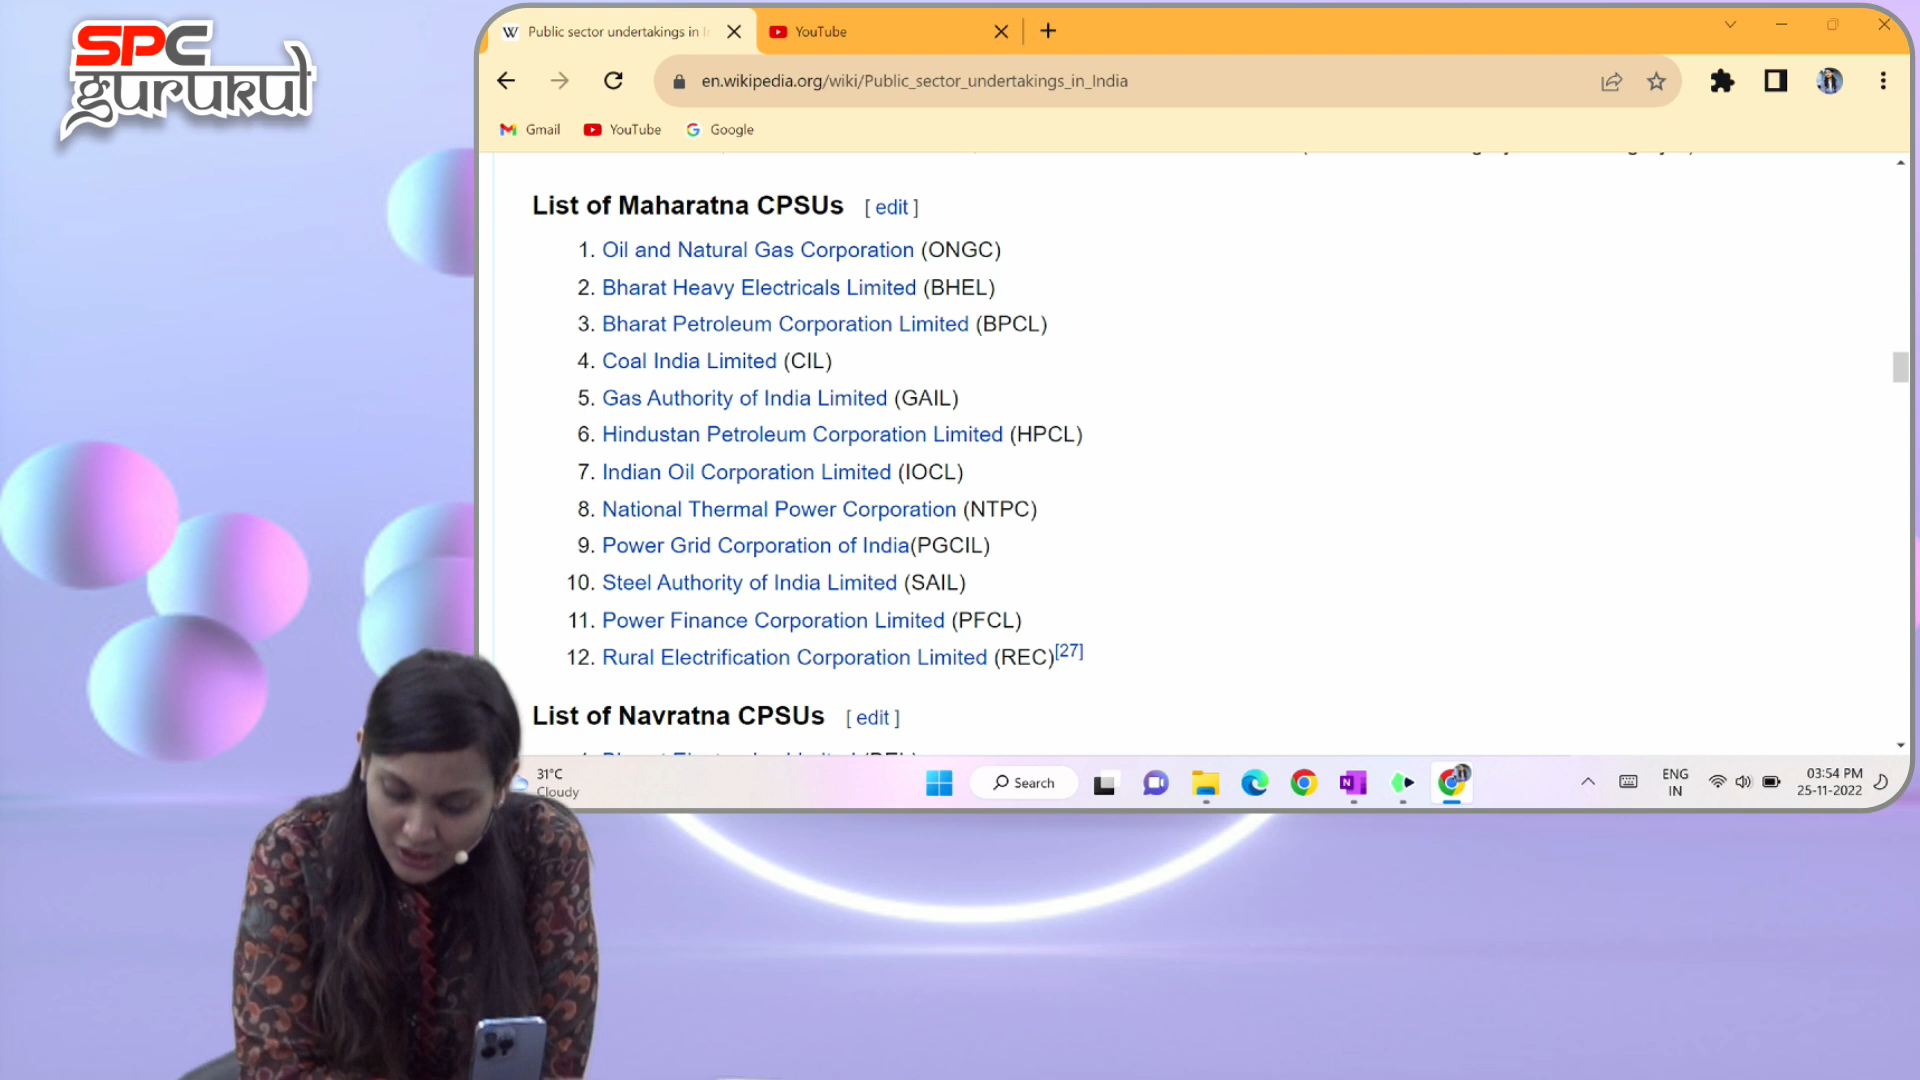 SPC
gurukul
Public sector undertakings in I
YouTube
en.wikipedia.org/wiki/Public_sector_undertakings_in_India
Gmail
YouTube
Google
List of Maharatna CPSUs [ edit ]
1. Oil and Natural Gas Corporation (ONGC)
2. Bharat Heavy Electricals Limited (BHEL)
3. Bharat Petroleum Corporation Limited (BPCL)
4. Coal India Limited (CIL)
5. Gas Authority of India Limited (GAIL)
6. Hindustan Petroleum Corporation Limited (HPCL)
7. Indian Oil Corporation Limited (IOCL)
8. National Thermal Power Corporation (NTPC)
9. Power Grid Corporation of India(PGCIL)
10. Steel Authority of India Limited (SAIL)
11. Power Finance Corporation Limited (PFCL)
12. Rural Electrification Corporation Limited (REC)[27]
List of Navratna CPSUs [ edit ]
31°C
Cloudy
Search
ENG
IN
03:54 PM
25-11-2022